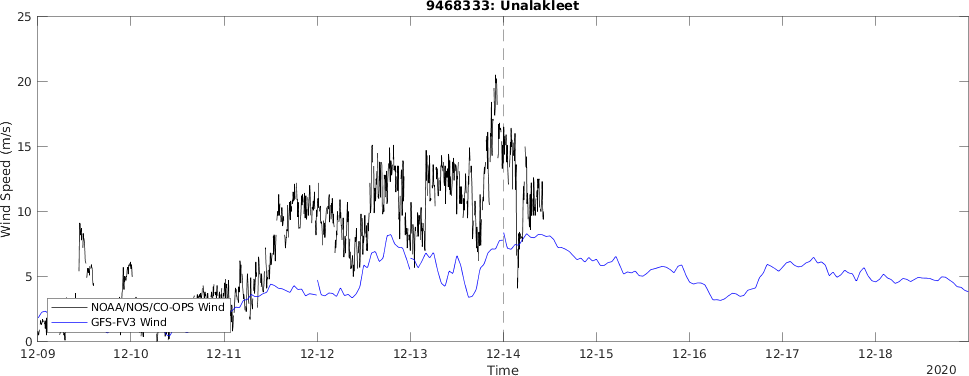 9468333: Unalakleet
25
20
15
10
5
0
Wind Speed (m/s)
NOAA/NOS/CO-OPS Wind
GFS-FV3 Wind
12-09 12-10 12-11 12-12 12-13 12-14 12-15 12-16 12-17 12-18
Time
2020